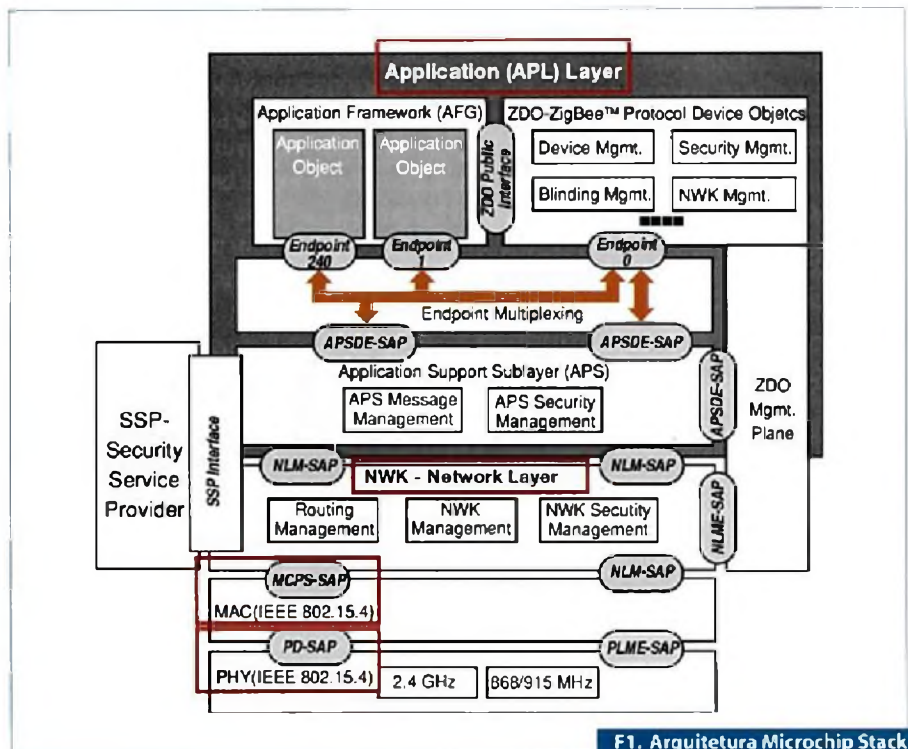 Application (APL) Layer
Application Framework (AFG)
ZDO-ZigBee™ Protocol Device Objetcs
Application
Object
Application
Object
ZDO Public
Interface
Device Mgmt.
Security Mgmt.
Blinding Mgmt.
NWK Mgmt.
Endpoint
240
Endpoint
1
Endpoint
0
Endpoint Multiplexing
APSDE-SAP
APSDE-SAP
Application Support Sublayer (APS)
APS Message
Management
APS Security
Management
APSDE-SAP
ZDO
Mgmt.
Plane
SSP-
Security
Service
Provider
SSP Interface
NLM-SAP
NWK - Network Layer
NLM-SAP
Routing
Management
NWK
Management
NWK Secutity
Management
NLME-SAP
MCPS-SAP
NLM-SAP
MAC(IEEE 802.15.4)
PD-SAP
PLME-SAP
PHY(IEEE 802.15.4)
2.4 GHz
868/915 MHz
F1. Arquitetura Microchip Stack